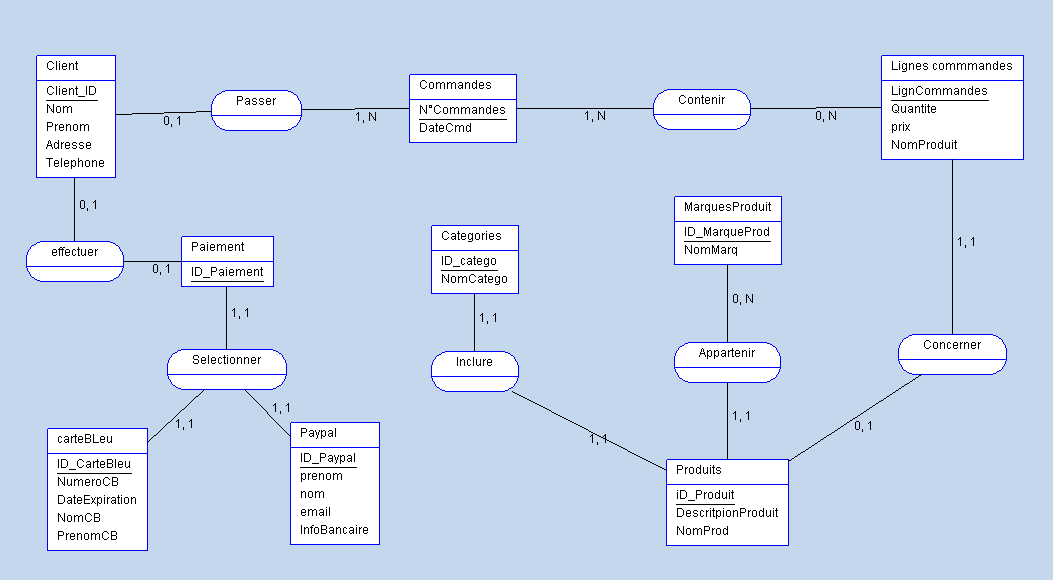 Client
Client_ID
Nom
Prenom
Adresse
Telephone
0, 1
Passer
1, N
Commandes
N°Commandes
DateCmd
1, N
Contenir
0, N
Lignes commmandes
LignCommandes
Quantite
prix
NomProduit
0, 1
effectuer
0, 1
Paiement
ID_Paiement
1, 1
Selectionner
1, 1
1, 1
carteBLeu
ID_CarteBleu
NumeroCB
DateExpiration
NomCB
PrenomCB
Paypal
ID_Paypal
prenom
nom
email
InfoBancaire
Categories
ID_catego
NomCatego
1, 1
Inclure
1, 1
MarquesProduit
ID_MarqueProd
NomMarq
0, N
Appartenir
1, 1
1, 1
Concerner
0, 1
Produits
iD_Produit
DescritpionProduit
NomProd